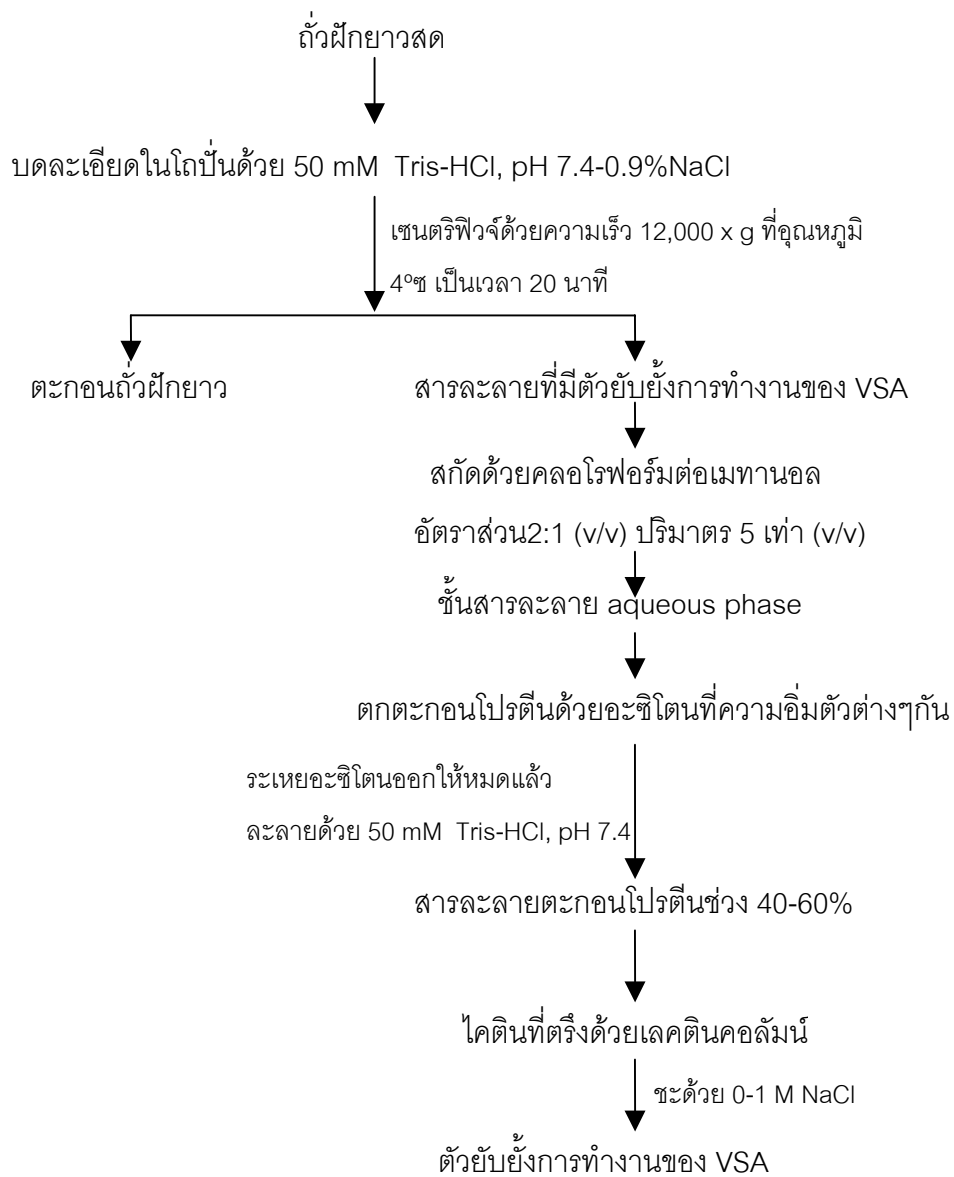 ถั่วฝักยาวสด
บดละเอียดในโถปั่นด้วย 50 mM Tris-HCl, pH 7.4-0.9%NaCl
เซนตริฟิวจ์ด้วยความเร็ว 12,000 x g ที่อุณหภูมิ
4ºซ เป็นเวลา 20 นาที
ตะกอนถั่วฝักยาว
สารละลายที่มีตัวยับยั้งการทำงานของ VSA
สกัดด้วยคลอโรฟอร์มต่อเมทานอล
อัตราส่วน2:1 (v/v) ปริมาตร 5 เท่า (v/v)
ชั้นสารละลาย aqueous phase
ตกตะกอนโปรตีนด้วยอะซิโตนที่ความอิ่มตัวต่างๆกัน
ระเหยอะซิโตนออกให้หมดแล้ว
ละลายด้วย 50 mM Tris-HCl, pH 7.4
สารละลายตะกอนโปรตีนช่วง 40-60%
ไคตินที่ตรึงด้วยเลคตินคอลัมน์
ชะด้วย 0-1 M NaCl
ตัวยับยั้งการทำงานของ VSA